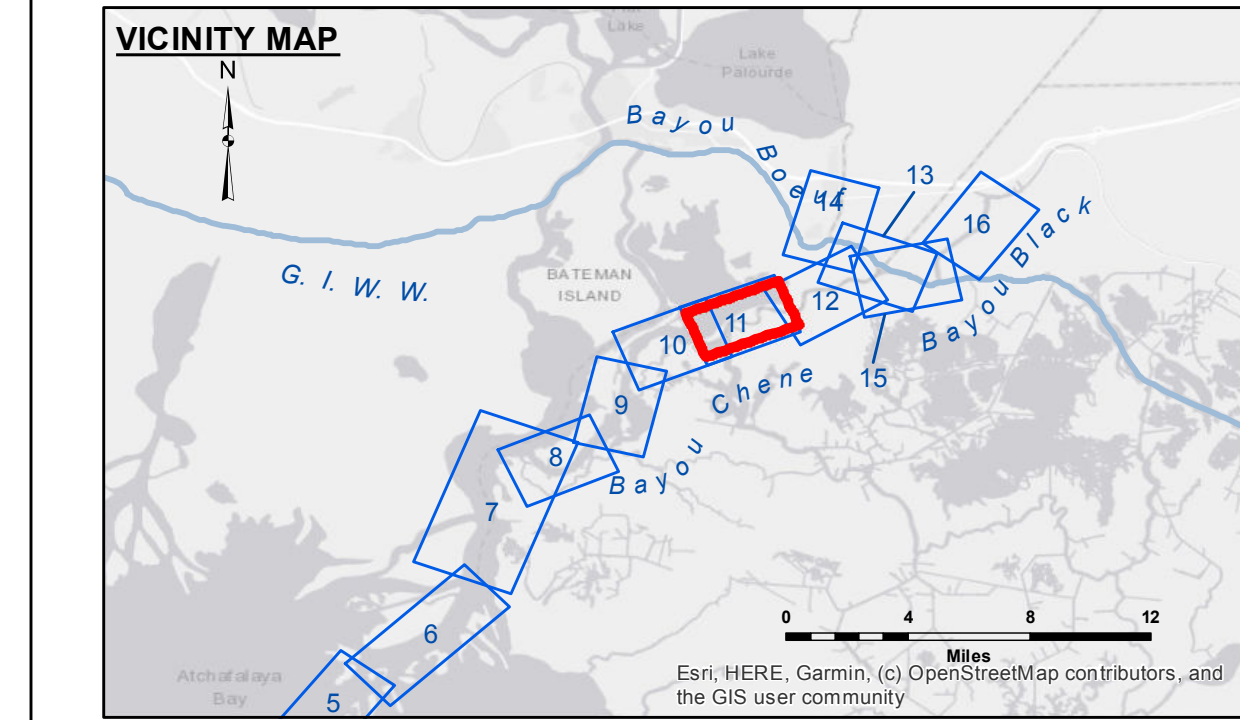 VICINITY MAP
N
Lake
Lake
Palourde
Bayou
Boeuf
13
14
16
Bayou Black
G. I. W. W.
BATEMAN
ISLAND
12
11
10
15
Bayou Chene
9
8
7
6
5
0 4 8 12
Miles
Atchafalaya
Bay
Esri, HERE, Garmin, (c) OpenStreetMap contributors, and
the GIS user community